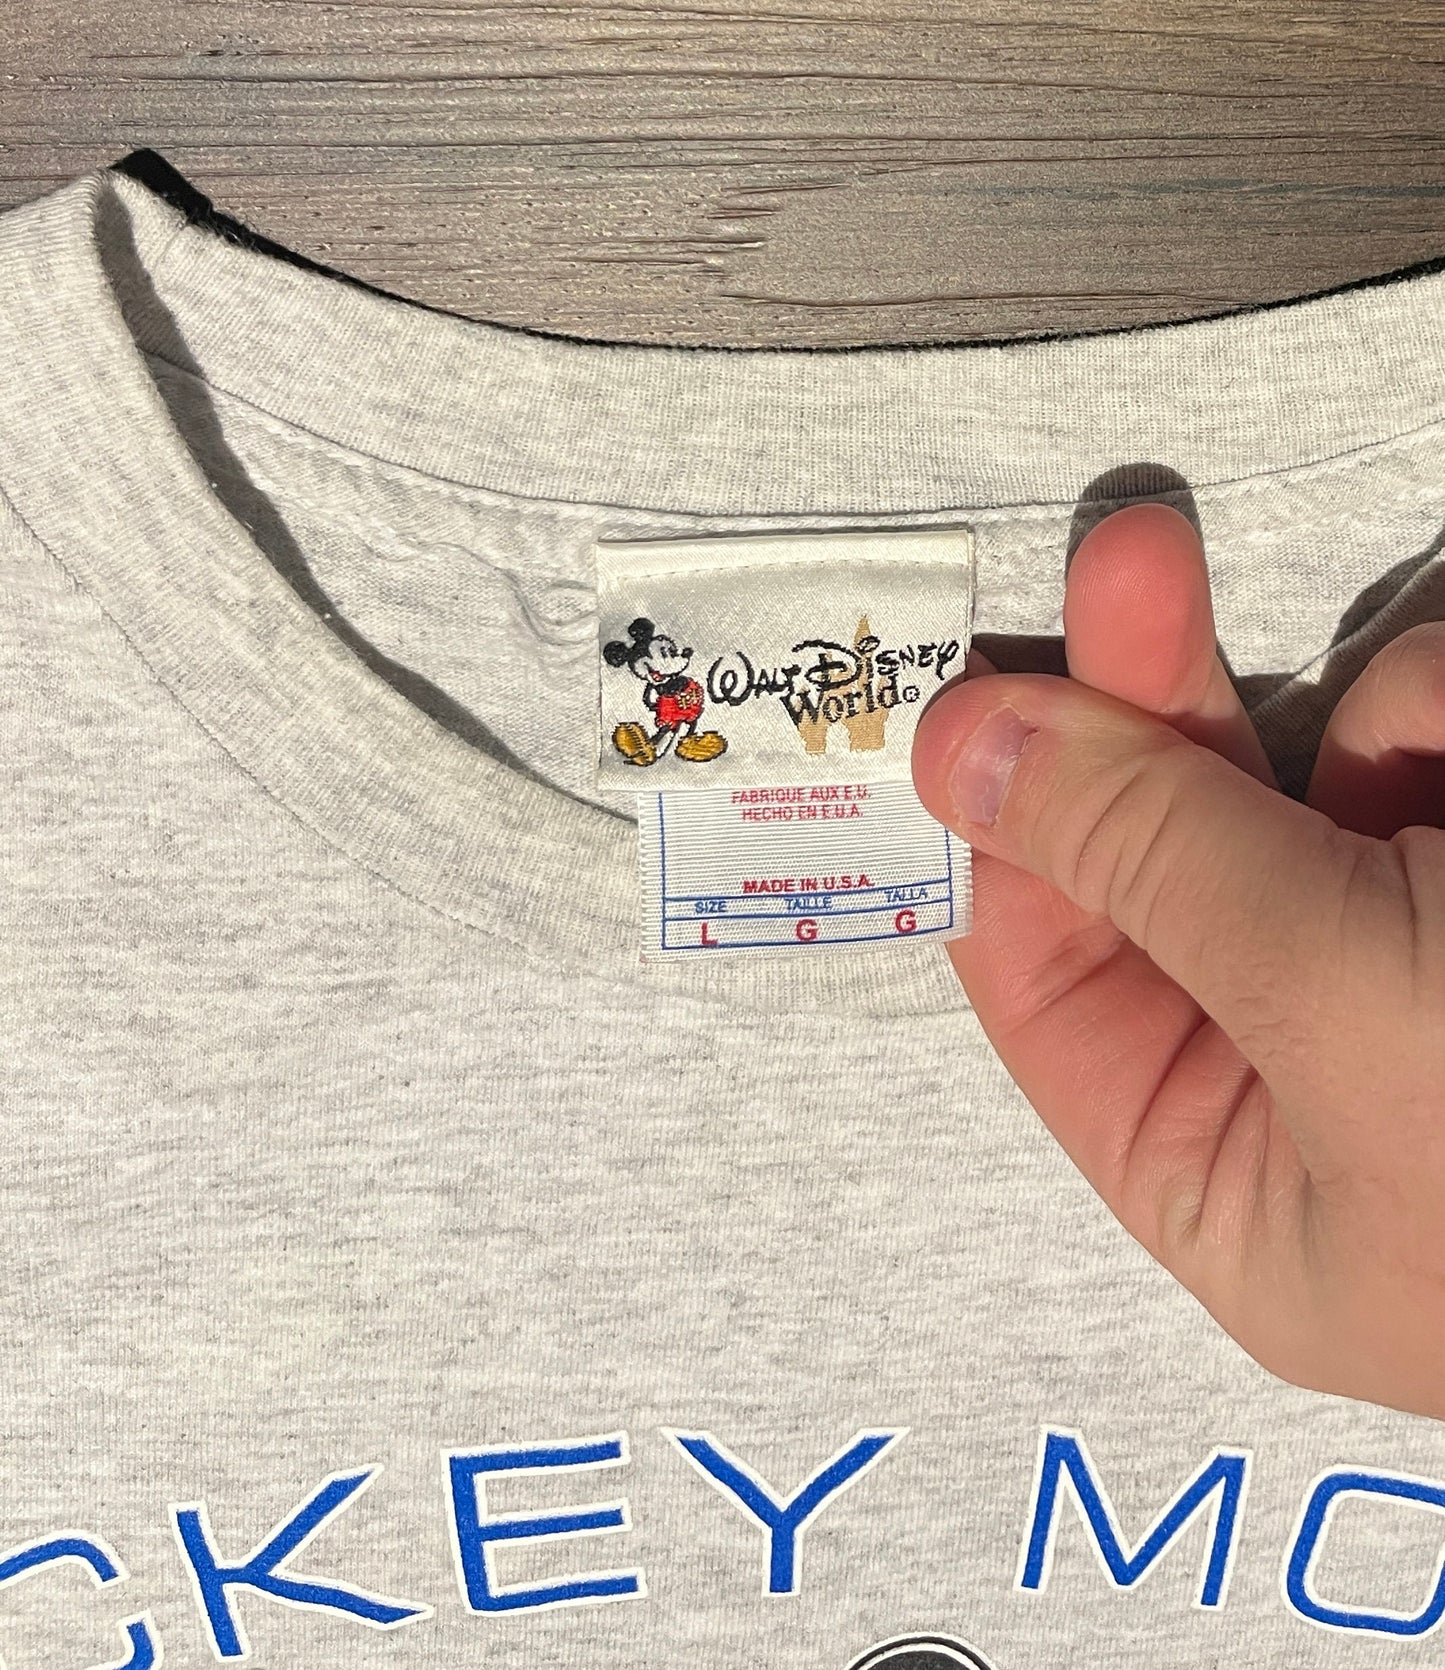 WALT DISNEY
World®
FABRIQUE AUX E.U.
HECHO EN E.U.A.
MADE IN U.S.A.
SIZE TAILLE TALLA
L G G
CKEY MO